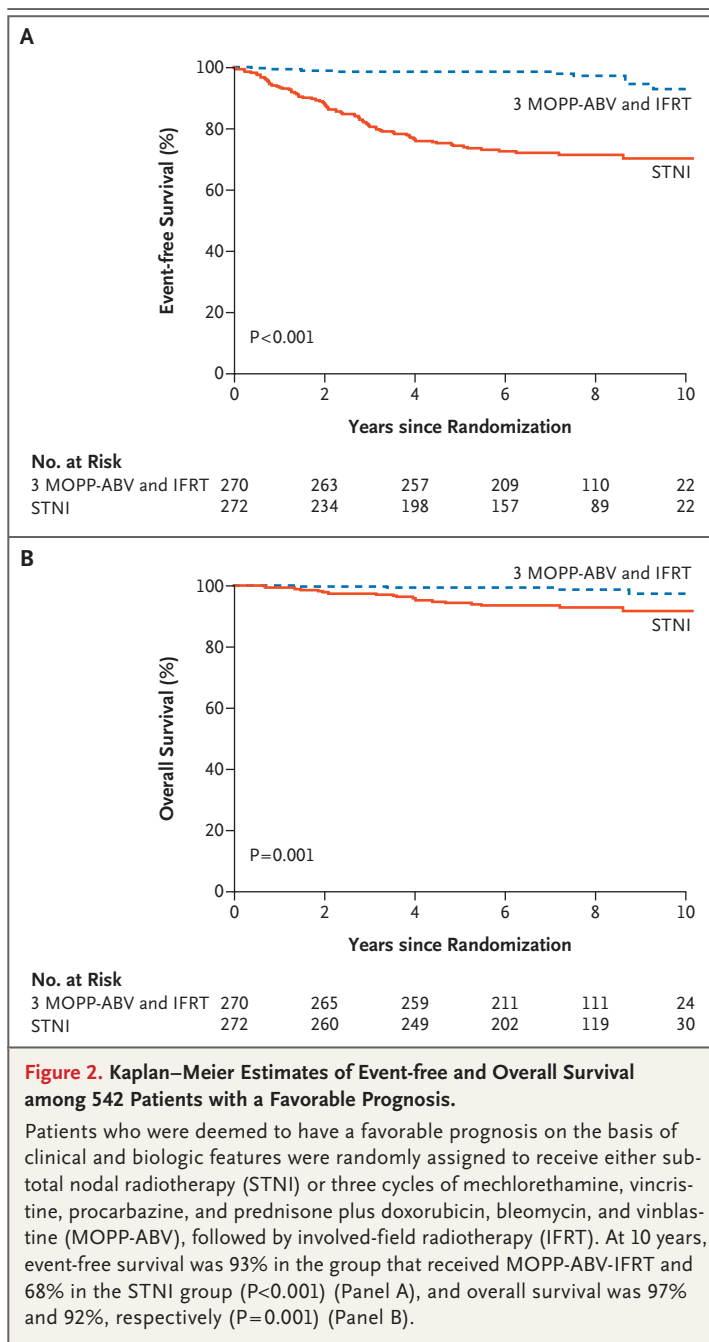 A
100
80
60
40
20
0
Event-free Survival (%)
3 MOPP-ABV and IFRT
STNI
P<0.001
0 2 4 6 8 10
Years since Randomization
No. at Risk
3 MOPP-ABV and IFRT 270 263 257 209 110 22
STNI 272 234 198 157 89 22
B
100
80
60
40
20
0
Overall Survival (%)
3 MOPP-ABV and IFRT
STNI
P=0.001
0 2 4 6 8 10
Years since Randomization
No. at Risk
3 MOPP-ABV and IFRT 270 265 259 211 111 24
STNI 272 260 249 202 119 30
Figure 2. Kaplan–Meier Estimates of Event-free and Overall Survival
among 542 Patients with a Favorable Prognosis.
Patients who were deemed to have a favorable prognosis on the basis of
clinical and biologic features were randomly assigned to receive either sub-
total nodal radiotherapy (STNI) or three cycles of mechlorethamine, vincris-
tine, procarbazine, and prednisone plus doxorubicin, bleomycin, and vinblas-
tine (MOPP-ABV), followed by involved-field radiotherapy (IFRT). At 10 years,
event-free survival was 93% in the group that received MOPP-ABV-IFRT and
68% in the STNI group (P<0.001) (Panel A), and overall survival was 97%
and 92%, respectively (P=0.001) (Panel B).